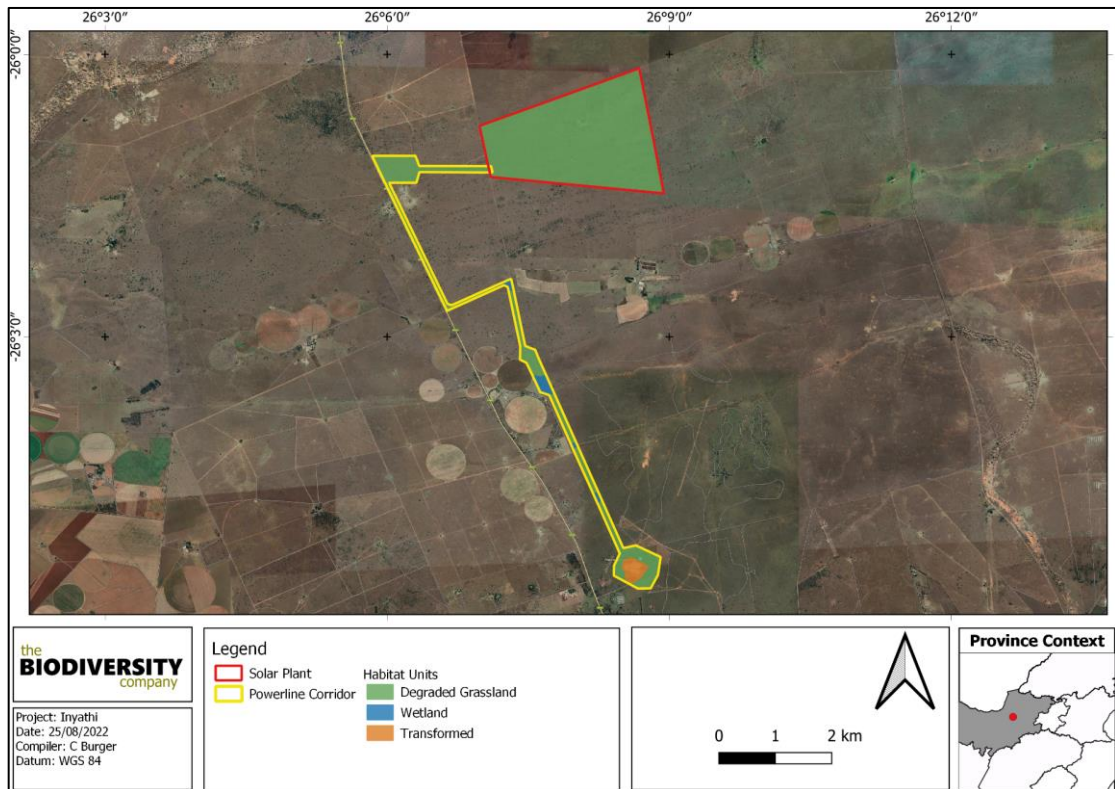 26°3'0"
26°6'0"
26°9'0"
26°12'0"
-26°0'0"
-26°3'0"
the
BIODIVERSITY
company
Project: Inyathi
Date: 25/08/2022
Compiler: C Burger
Datum: WGS 84
Legend
Solar Plant
Powerline Corridor
Habitat Units
Degraded Grassland
Wetland
Transformed
0 1 2 km
Province Context